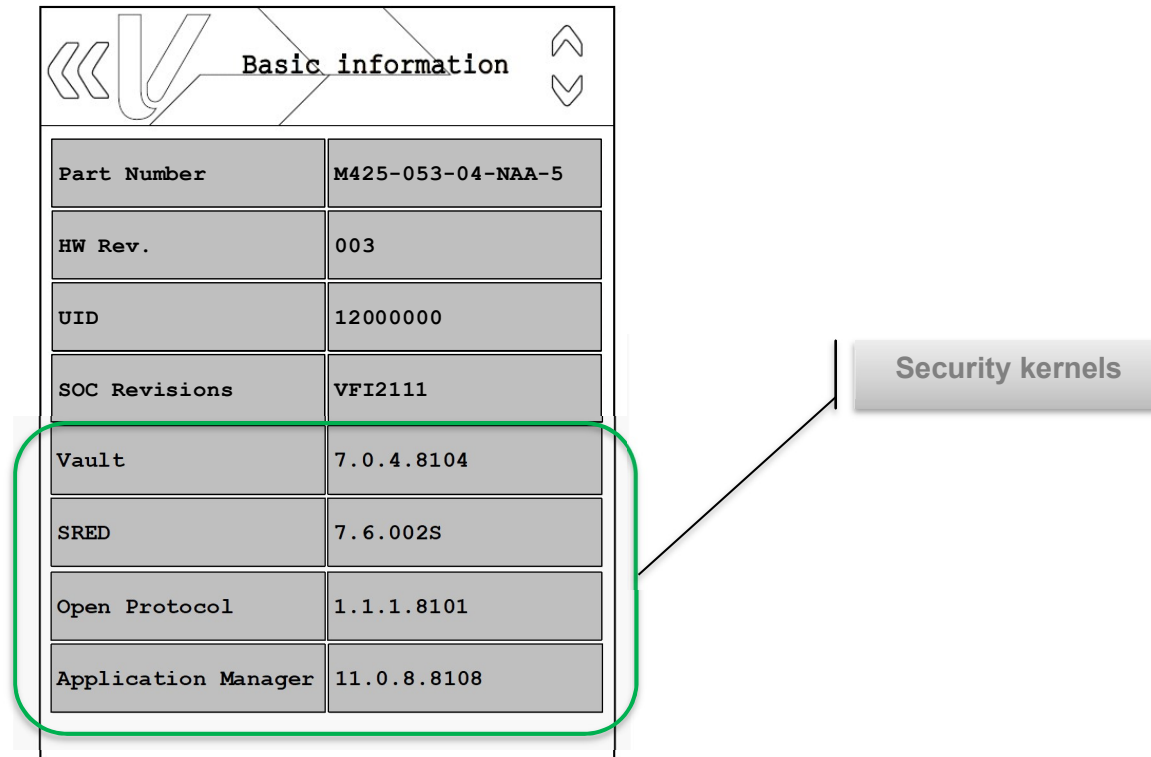 Basic information
Part Number M425-053-04-NAA-5
HW Rev. 003
UID 12000000
SOC Revisions VFI2111
Vault 7.0.4.8104
SRED 7.6.002S
Open Protocol 1.1.1.8101
Application Manager 11.0.8.8108
Security kernels